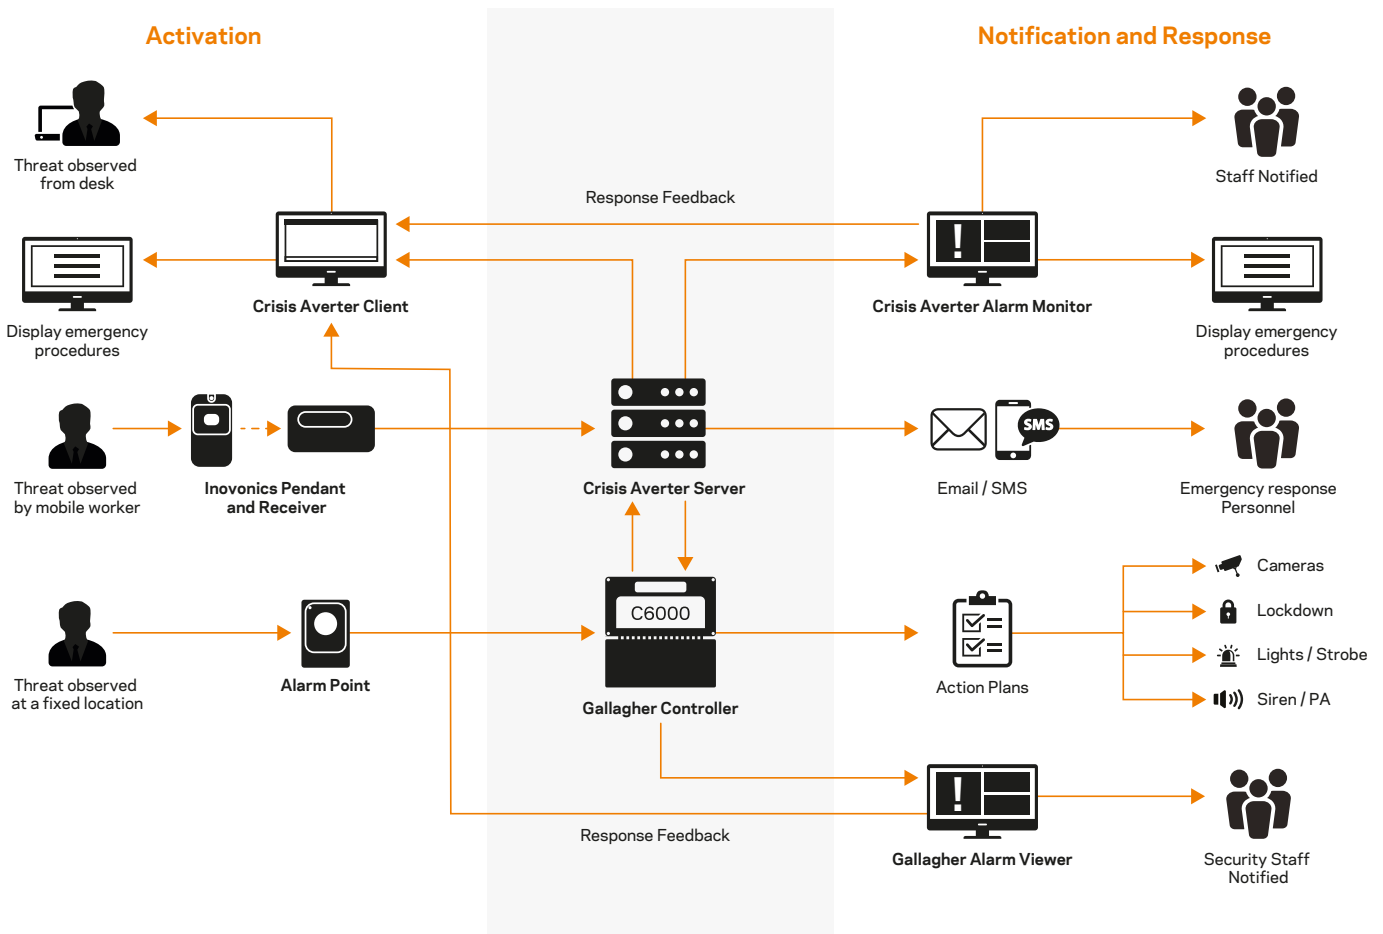 Activation
Notification and Response
Threat observed
from desk
Staff Notified
Response Feedback
!
Crisis Averter Client
Crisis Averter Alarm Monitor
Display emergency
procedures
Display emergency
procedures
SMS
Threat observed
by mobile worker
Inovonics Pendant
and Receiver
Crisis Averter Server
Email / SMS
Emergency response
Personnel
Cameras
C6000
Lockdown
Lights / Strobe
Threat observed
at a fixed location
Alarm Point
Action Plans
Siren / PA
Gallagher Controller
!
Response Feedback
Gallagher Alarm Viewer
Security Staff
Notified